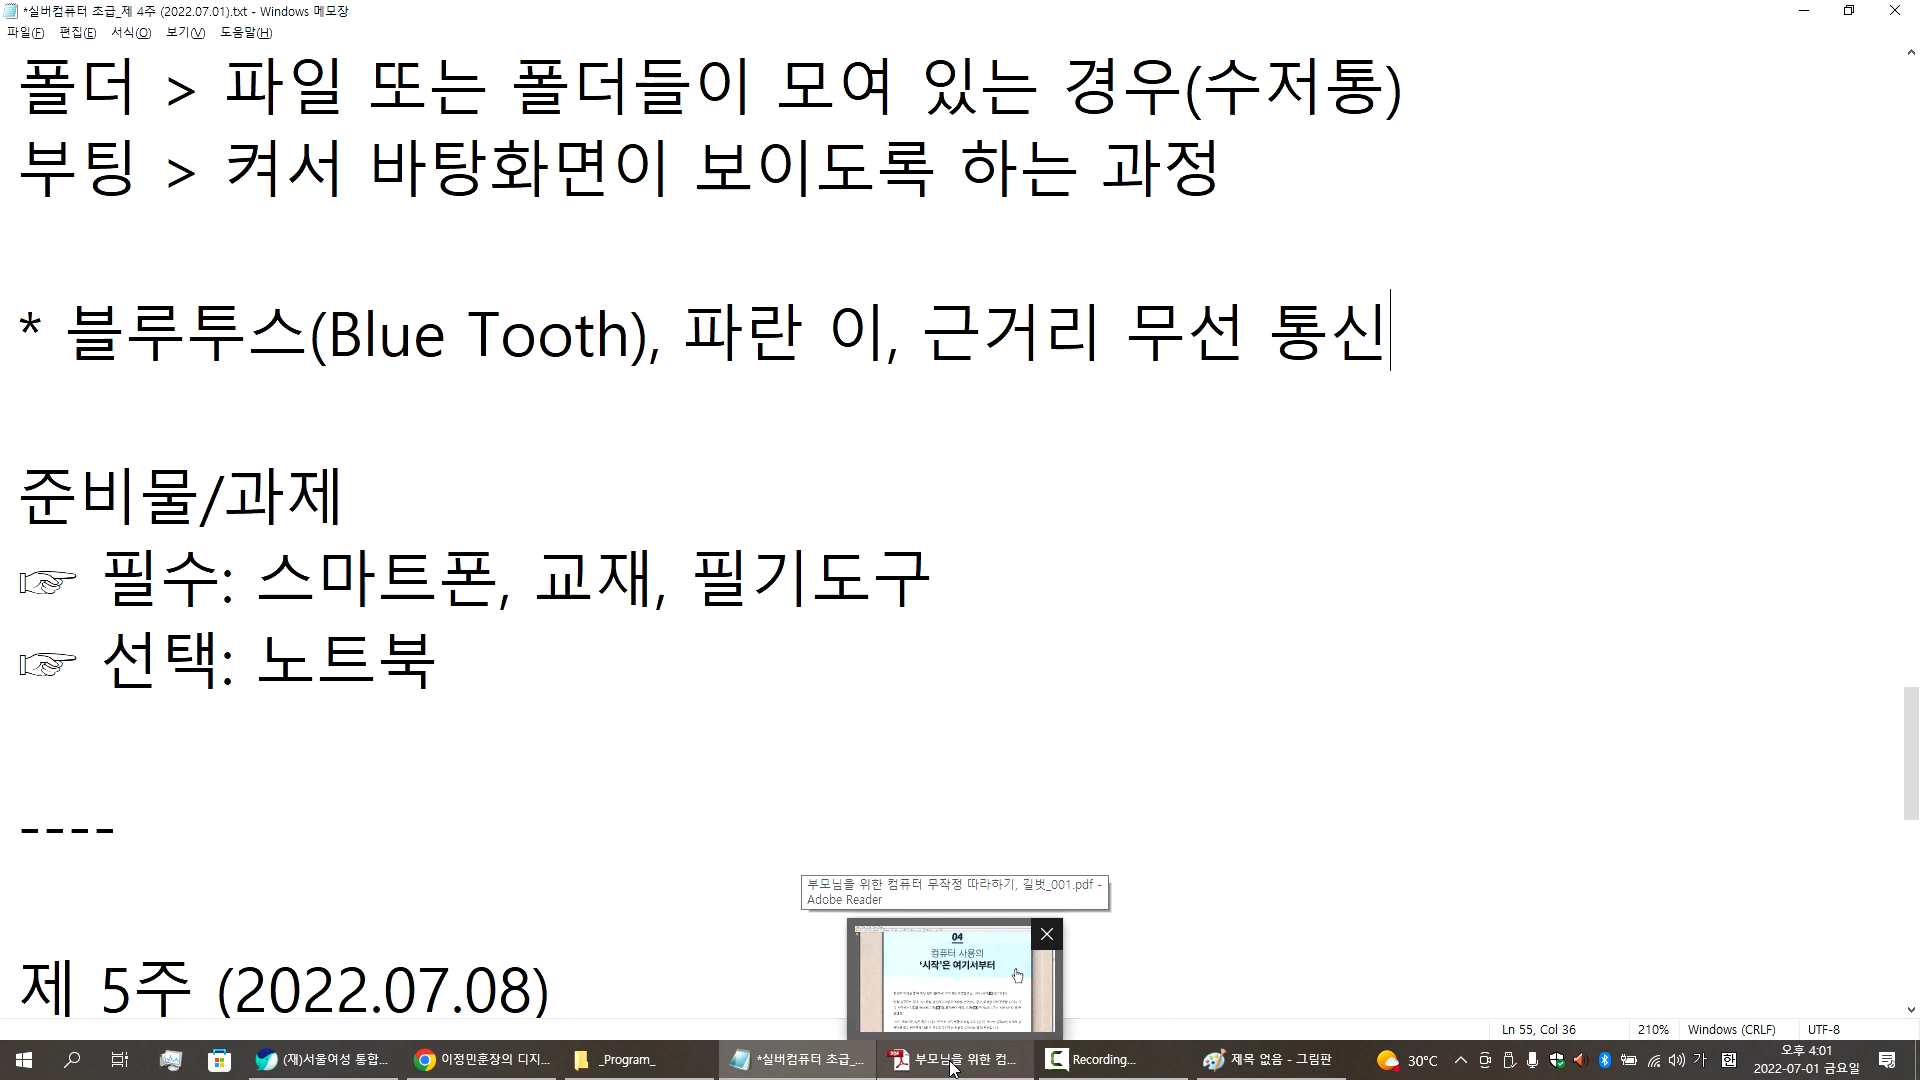 *실버컴퓨터 초급_제 4주 (2022.07.01).txt - Windows 메모장
파일(F) 편집(E) 서식(O) 보기(V) 도움말(H)
폴더 > 파일 또는 폴더들이 모여 있는 경우(수저통)
부팅 > 켜서 바탕화면이 보이도록 하는 과정
* 블루투스(Blue Tooth), 파란 이, 근거리 무선 통신
준비물/과제
☞ 필수: 스마트폰, 교재, 필기도구
☞ 선택: 노트북
----
부모님을 위한 컴퓨터 무작정 따라하기, 길벗_001.pdf -
Adobe Reader
04
컴퓨터 사용의
'시작'은 여기서부터
제 5주 (2022.07.08)
Ln 55, Col 36 210% Windows (CRLF) UTF-8
(재)서울여성 통합... 이정민훈장의 디지... _Program_ *실버컴퓨터 초급_... 부모님을 위한 컴... Recording... 제목 없음 - 그림판 30°C 가 한 오후 4:01
2022-07-01 금요일